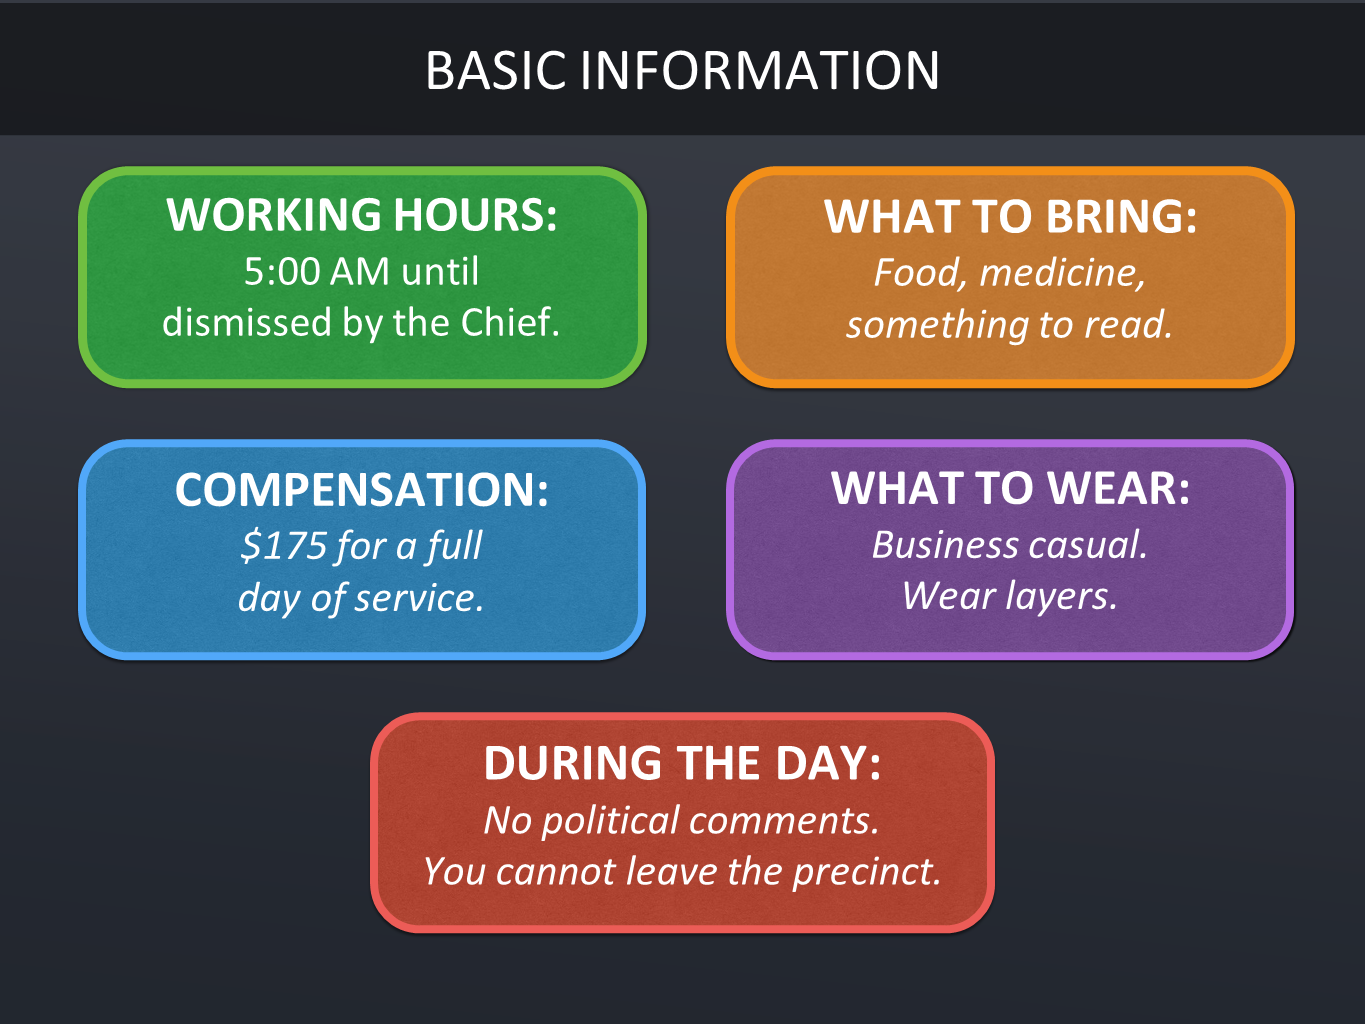 BASIC INFORMATION
WORKING HOURS:
5:00 AM until
dismissed by the Chief.
WHAT TO BRING:
Food, medicine,
something to read.
COMPENSATION:
$175 for a full
day of service.
WHAT TO WEAR:
Business casual.
Wear layers.
DURING THE DAY:
No political comments.
You cannot leave the precinct.